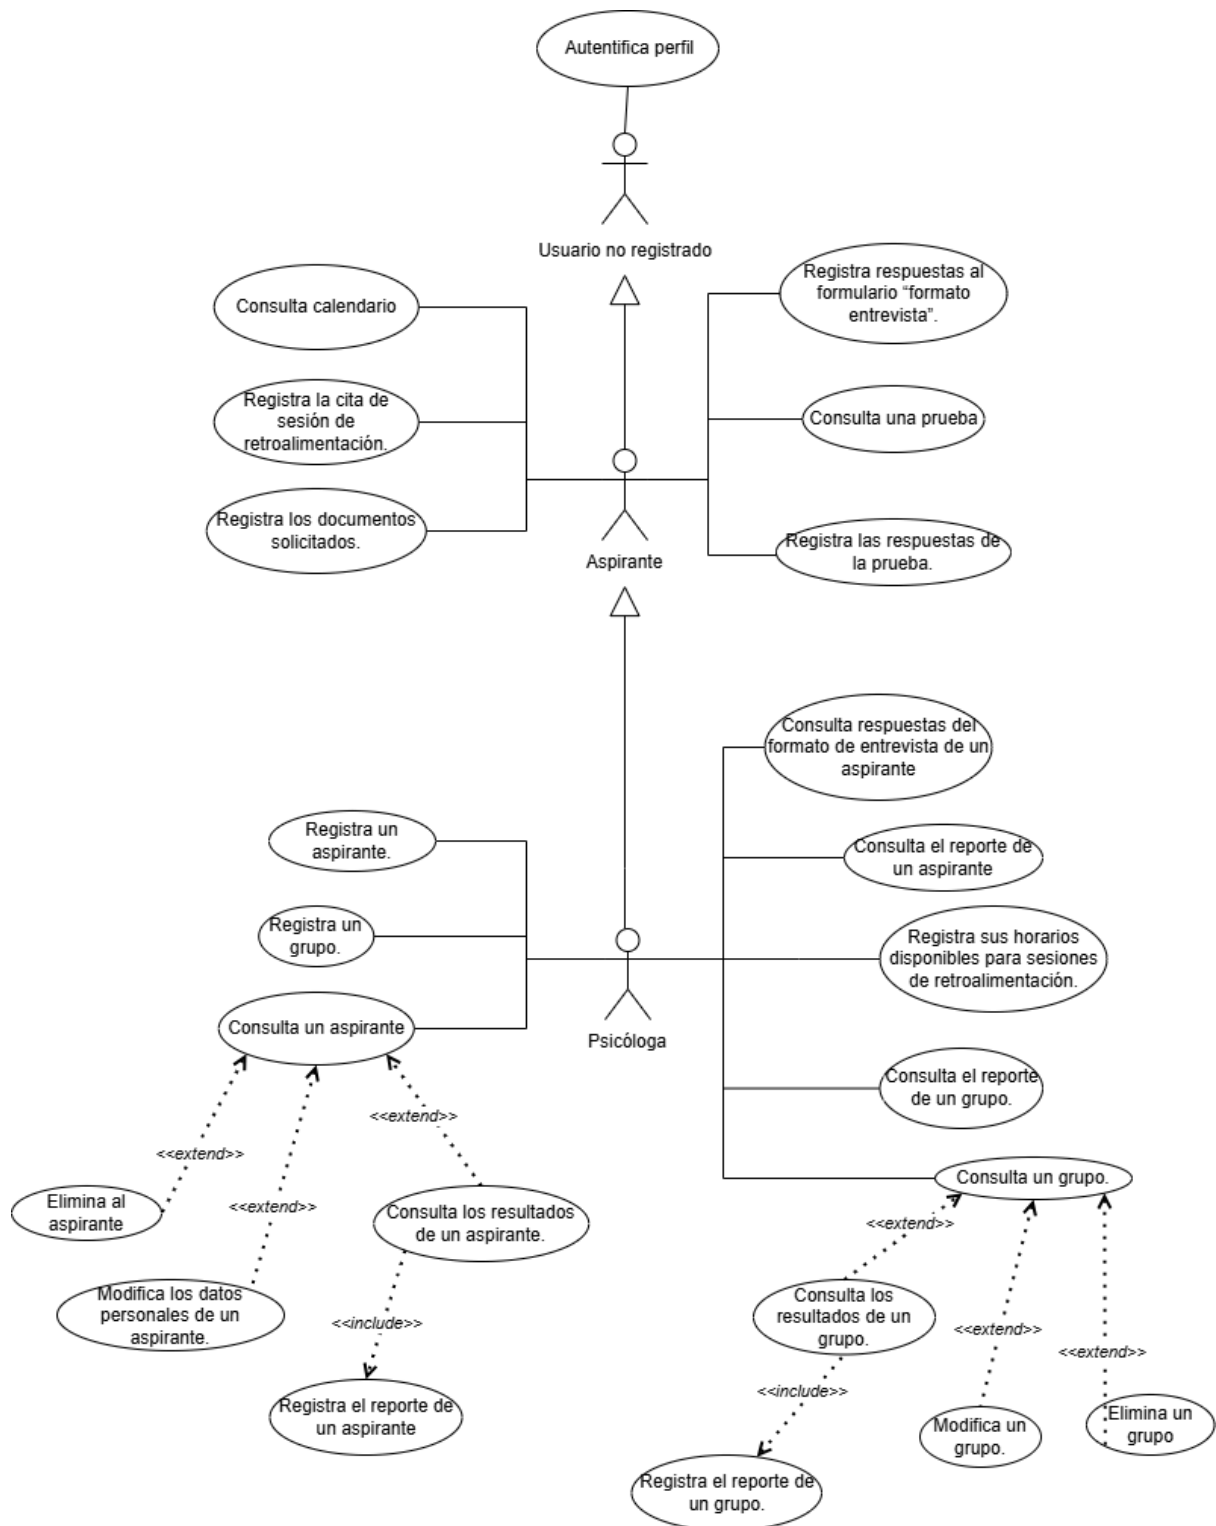 Autentifica perfil
Usuario no registrado
Consulta calendario
Registra la cita de
sesión de
retroalimentación.
Registra los documentos
solicitados.
Registra respuestas al
formulario “formato
entrevista”.
Consulta una prueba
Registra las respuestas de
la prueba.
Aspirante
Consulta respuestas del
formato de entrevista de un
aspirante
Consulta el reporte de
un aspirante
Registra sus horarios
disponibles para sesiones
de retroalimentación.
Consulta el reporte
de un grupo.
Consulta un grupo.
Registra un
aspirante.
Registra un
grupo.
Consulta un aspirante
Psicóloga
<<extend>>
<<extend>>
<<extend>>
Elimina al
aspirante
Modifica los datos
personales de un
aspirante.
Consulta los resultados
de un aspirante.
<<include>>
Registra el reporte de
un aspirante
<<extend>>
<<extend>>
<<extend>>
Consulta los
resultados de un
grupo.
<<include>>
Modifica un
grupo.
Elimina un
grupo
Registra el reporte de
un grupo.